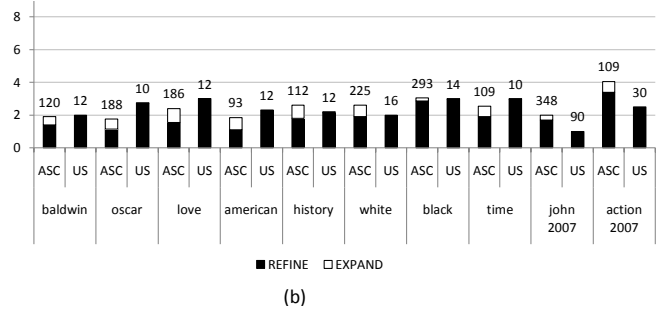 8
6
4
2
0
120 12 188 10 186 12 93 12 112 12 225 16 293 14 109 10 348 90 109 30
ASC US ASC US ASC US ASC US ASC US ASC US ASC US ASC US ASC US ASC US
baldwin oscar love american history white black time john 2007 action 2007
REFINE EXPAND
(b)